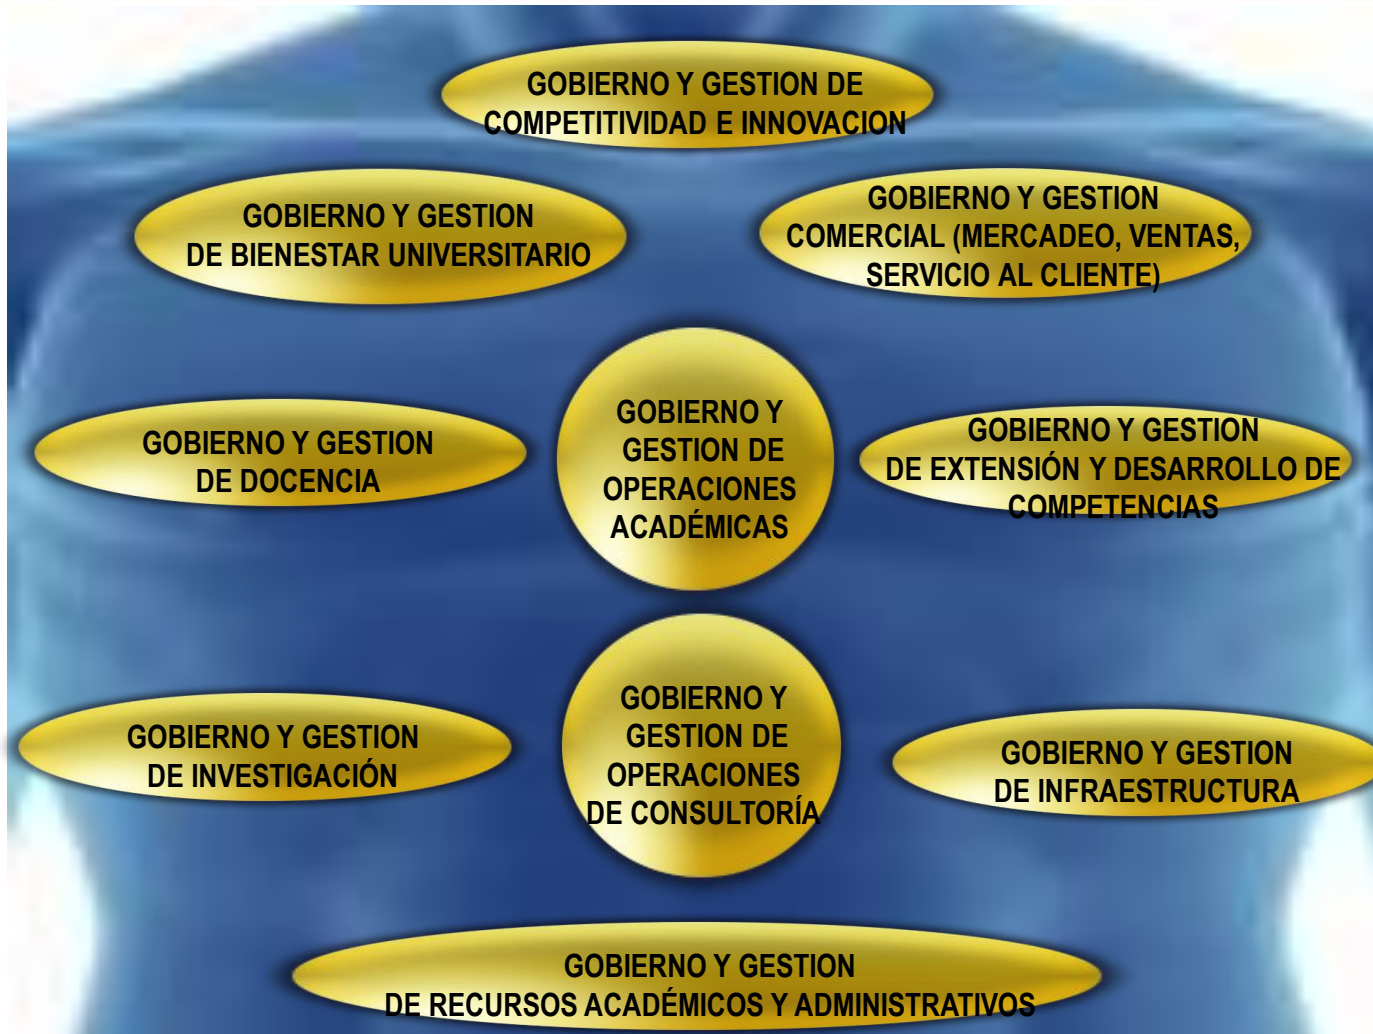 GOBIERNO Y GESTION DE
COMPETITIVIDAD E INNOVACION
GOBIERNO Y GESTION
DE BIENESTAR UNIVERSITARIO
GOBIERNO Y GESTION
COMERCIAL (MERCADEO, VENTAS,
SERVICIO AL CLIENTE)
GOBIERNO Y GESTION
DE DOCENCIA
GOBIERNO Y
GESTION DE
OPERACIONES
ACADÉMICAS
GOBIERNO Y GESTION
DE EXTENSIÓN Y DESARROLLO DE
COMPETENCIAS
GOBIERNO Y GESTION
DE INVESTIGACIÓN
GOBIERNO Y
GESTION DE
OPERACIONES
DE CONSULTORÍA
GOBIERNO Y GESTION
DE INFRAESTRUCTURA
GOBIERNO Y GESTION
DE RECURSOS ACADÉMICOS Y ADMINISTRATIVOS